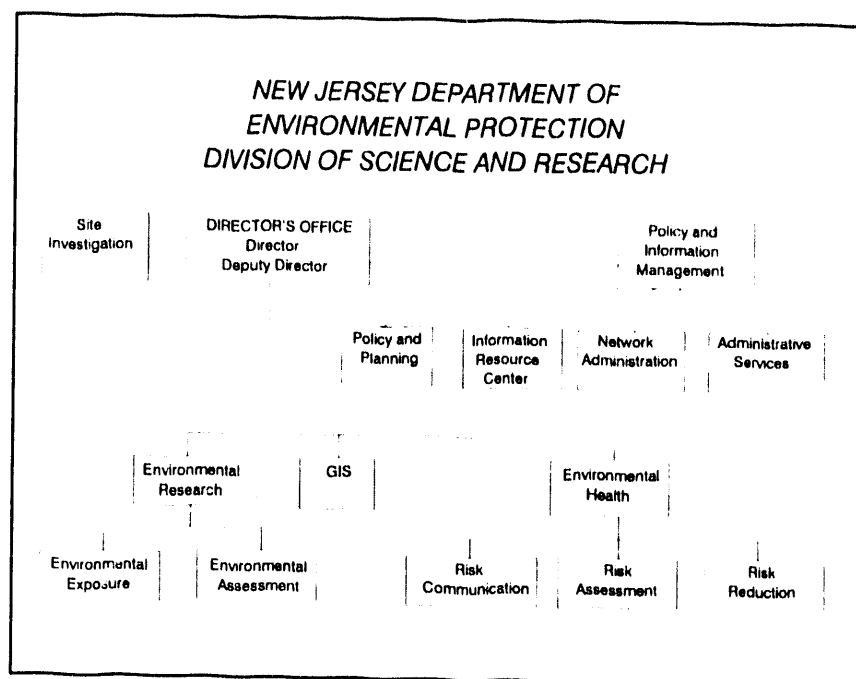 NEW JERSEY DEPARTMENT OF
ENVIRONMENTAL PROTECTION
DIVISION OF SCIENCE AND RESEARCH
Site
Investigation
DIRECTOR'S OFFICE
Director
Deputy Director
Policy and
Information
Management
Policy and
Planning
Information
Resource
Center
Network
Administration
Administrative
Services
Environmental
Research
GIS
Environmental
Health
Environmental
Exposure
Environmental
Assessment
Risk
Communication
Risk
Assessment
Risk
Reduction